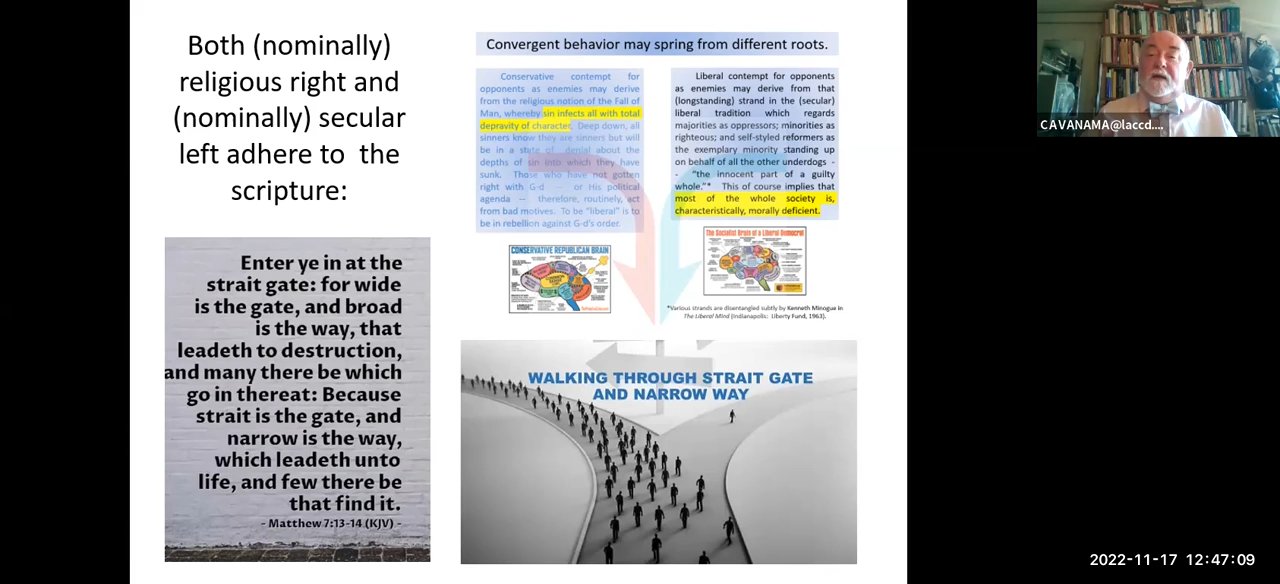 Both (nominally)
religious right and
(nominally) secular
left adhere to the
scripture:
Enter ye in at the
strait gate: for wide
is the gate, and broad
is the way, that
leadeth to destruction,
and many there be which
go in thereat: Because
strait is the gate, and
narrow is the way,
which leadeth unto
life, and few there be
that find it.
- Matthew 7:13-14 (KJV) -
Convergent behavior may spring from different roots.
Conservative contempt for
opponents as enemies may derive
from the religious notion of the Fall of
Man, whereby sin infects all with total
depravity of character. Deep down, all
sinners know they are sinners but will
be in a state of denial about the
depths of sin into which they have
sunk. Those who have not gotten
right with G-d -- or His political
agenda -- therefore, routinely, act
from bad motives. To be "liberal" is to
be in rebellion against G-d's order.
Liberal contempt for opponents
as enemies may derive from that
(longstanding) strand in the (secular)
liberal tradition which regards
majorities as oppressors; minorities as
righteous; and self-styled reformers as
the exemplary minority standing up
on behalf of all the other underdogs -
- "the innocent part of a guilty
whole."* This of course implies that
most of the whole society is,
characteristically, morally deficient.
CONSERVATIVE REPUBLICAN BRAIN
The Socialist Brain of a Liberal Democrat
*Various strands are disentangled subtly by Kenneth Minogue in
The Liberal Mind (Indianapolis: Liberty Fund, 1963).
WALKING THROUGH STRAIT GATE
AND NARROW WAY
CAVANAMA@laccd....
2022-11-17 12:47:09